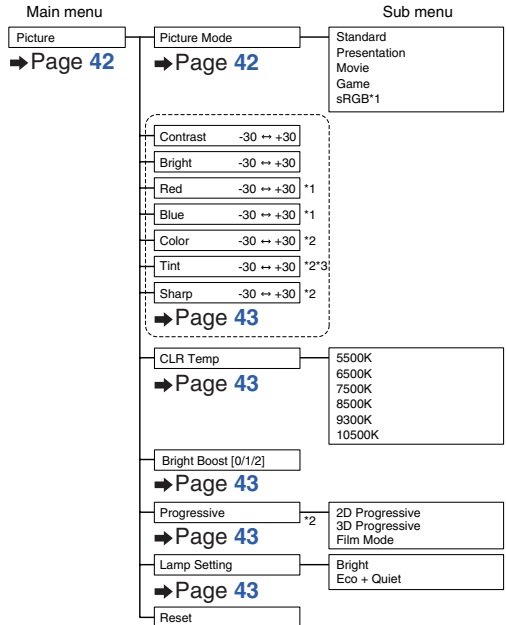 Main menu Sub menu
Picture Picture Mode Standard
➡Page 42 ➡Page 42 Presentation
Movie
Game
sRGB*1
Contrast -30 ↔ +30
Bright -30 ↔ +30
Red -30 ↔ +30 *1
Blue -30 ↔ +30 *1
Color -30 ↔ +30 *2
Tint -30 ↔ +30 *2*3
Sharp -30 ↔ +30 *2
➡Page 43
CLR Temp 5500K
➡Page 43 6500K
7500K
8500K
9300K
10500K
Bright Boost [0/1/2]
➡Page 43
Progressive *2 2D Progressive
➡Page 43 3D Progressive
Film Mode
Lamp Setting Bright
➡Page 43 Eco + Quiet
Reset